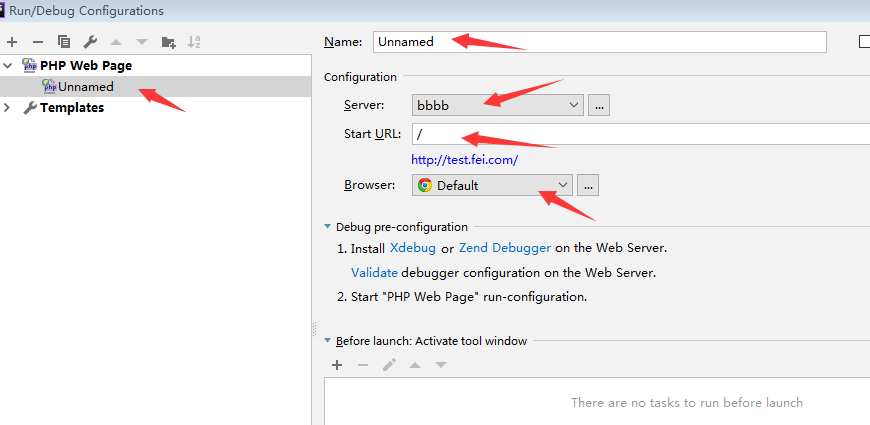 Run/Debug Configurations
PHP Web Page
Unnamed
Templates
Name: Unnamed
Configuration
Server: bbbb ...
Start URL: /
http://test.fei.com/
Browser: Default ...
Debug pre-configuration
1. Install Xdebug or Zend Debugger on the Web Server.
Validate debugger configuration on the Web Server.
2. Start "PHP Web Page" run-configuration.
Before launch: Activate tool window
There are no tasks to run before launch